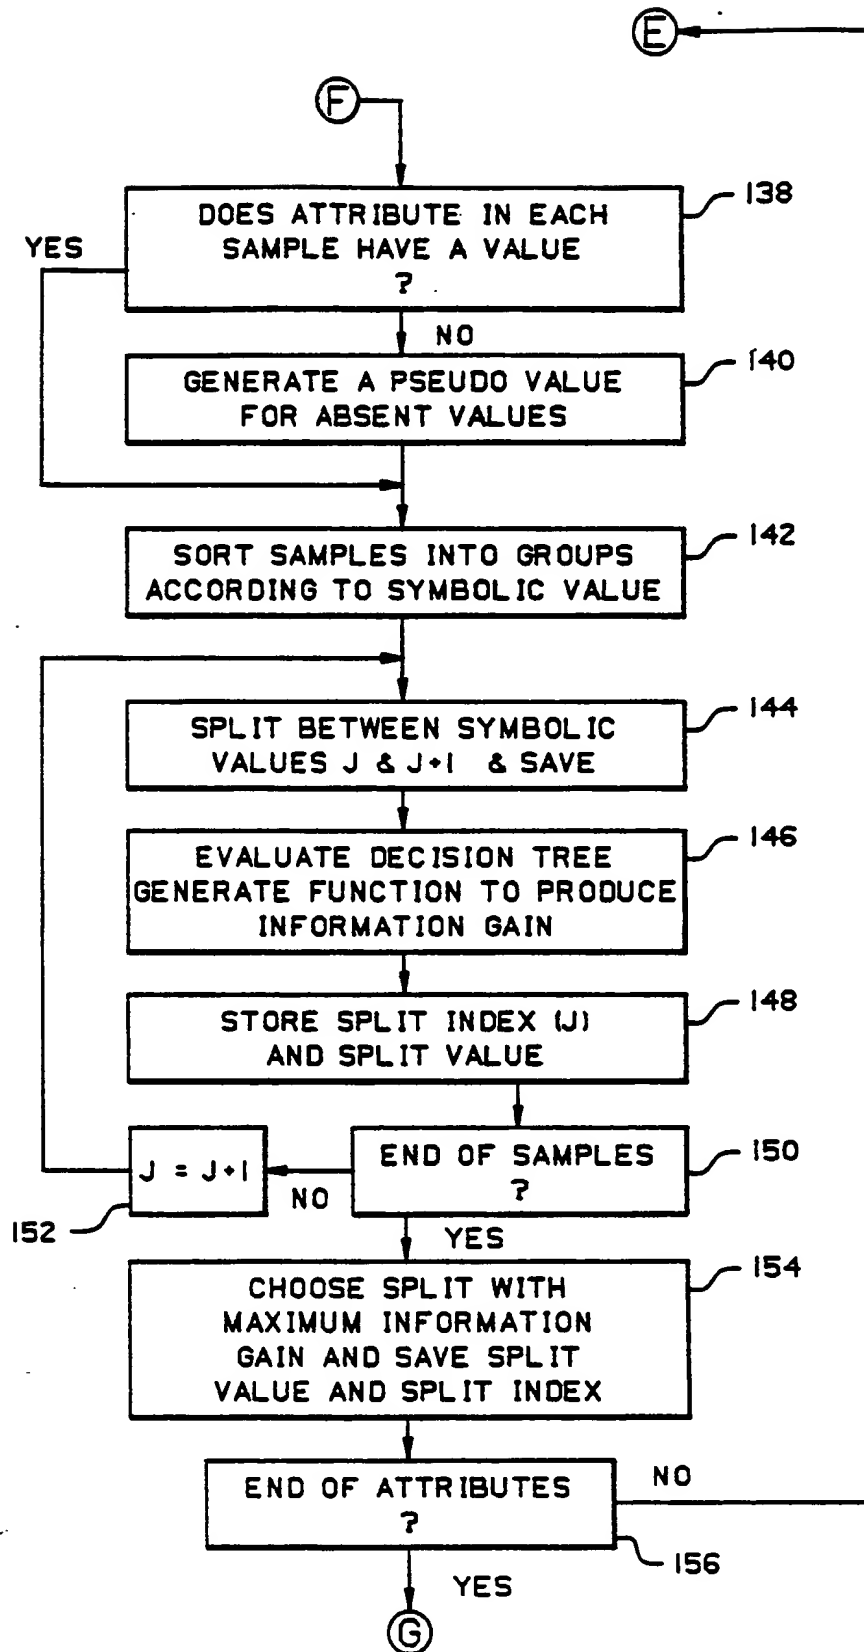 E
F
DOES ATTRIBUTE IN EACH
SAMPLE HAVE A VALUE
?
138
YES
NO
GENERATE A PSEUDO VALUE
FOR ABSENT VALUES
140
SORT SAMPLES INTO GROUPS
ACCORDING TO SYMBOLIC VALUE
142
SPLIT BETWEEN SYMBOLIC
VALUES J & J+1 & SAVE
144
EVALUATE DECISION TREE
GENERATE FUNCTION TO PRODUCE
INFORMATION GAIN
146
STORE SPLIT INDEX (J)
AND SPLIT VALUE
148
END OF SAMPLES
?
150
NO
J = J+1
152
YES
CHOOSE SPLIT WITH
MAXIMUM INFORMATION
GAIN AND SAVE SPLIT
VALUE AND SPLIT INDEX
154
END OF ATTRIBUTES
?
NO
156
YES
G